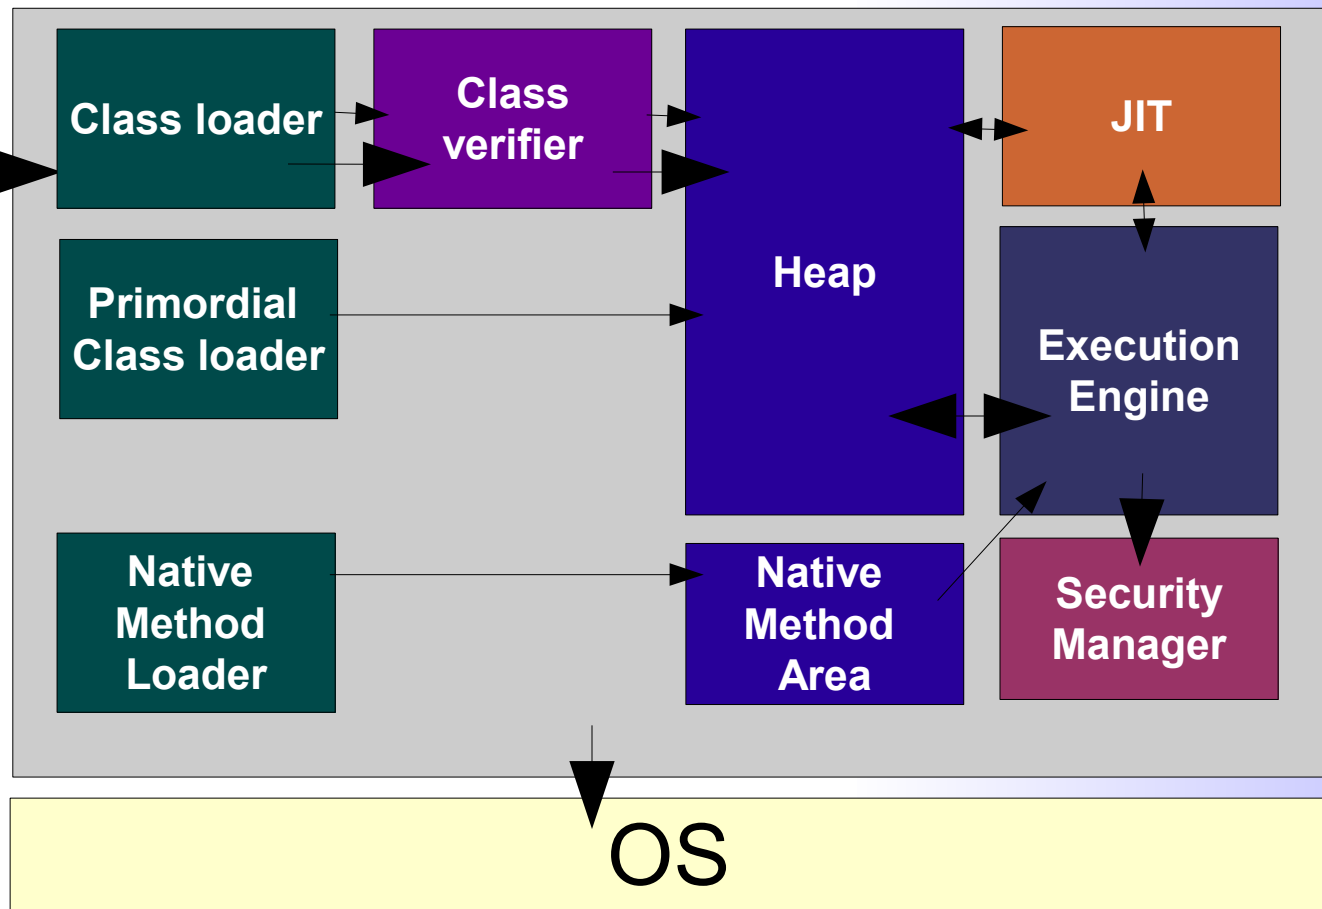 Class loader
Class
verifier
Heap
JIT
Primordial
Class loader
Execution
Engine
Native
Method
Loader
Native
Method
Area
Security
Manager
OS